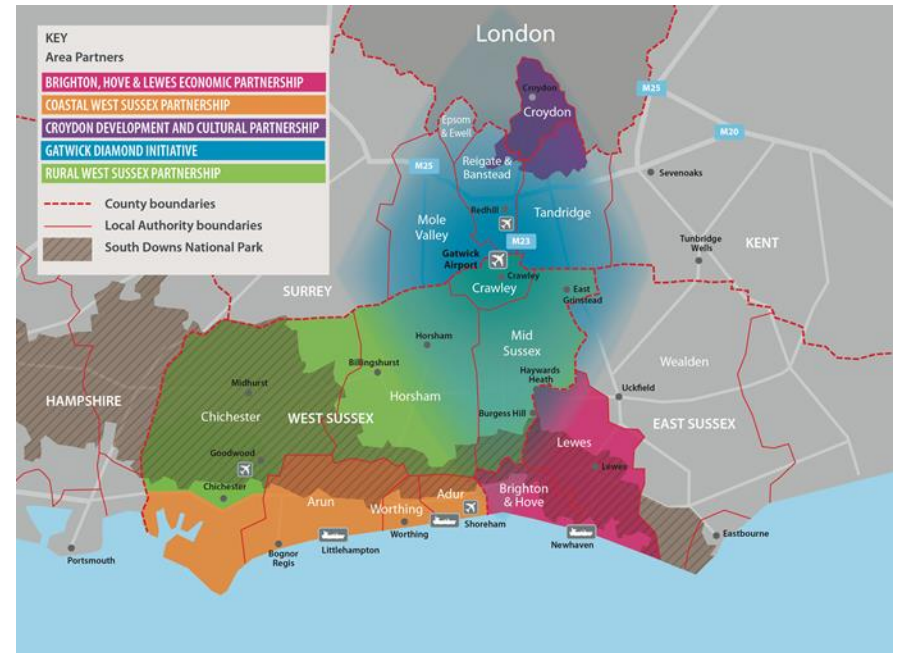 KEY
Area Partners
BRIGHTON, HOVE & LEWES ECONOMIC PARTNERSHIP
COASTAL WEST SUSSEX PARTNERSHIP
CROYDON DEVELOPMENT AND CULTURAL PARTNERSHIP
GATWICK DIAMOND INITIATIVE
RURAL WEST SUSSEX PARTNERSHIP
County boundaries
Local Authority boundaries
South Downs National Park
London
Croydon
Croydon
M25
M20
Epsom
& Ewell
M25
Reigate &
Banstead
Sevenoaks
Redhill
Tandridge
Mole
Valley
M23
Gatwick
Airport
Tunbridge
Wells
KENT
Crawley
Crawley
East
Grinstead
SURREY
Horsham
Mid
Sussex
Billingshurst
Haywards
Heath
Wealden
Midhurst
Uckfield
HAMPSHIRE
Horsham
Chichester
WEST SUSSEX
Burgess Hill
EAST SUSSEX
Lewes
Goodwood
Lewes
Chichester
Arun
Worthing
Adur
Brighton
& Hove
Shoreham
Worthing
Newhaven
Eastbourne
Littlehampton
Bognor
Regis
Portsmouth